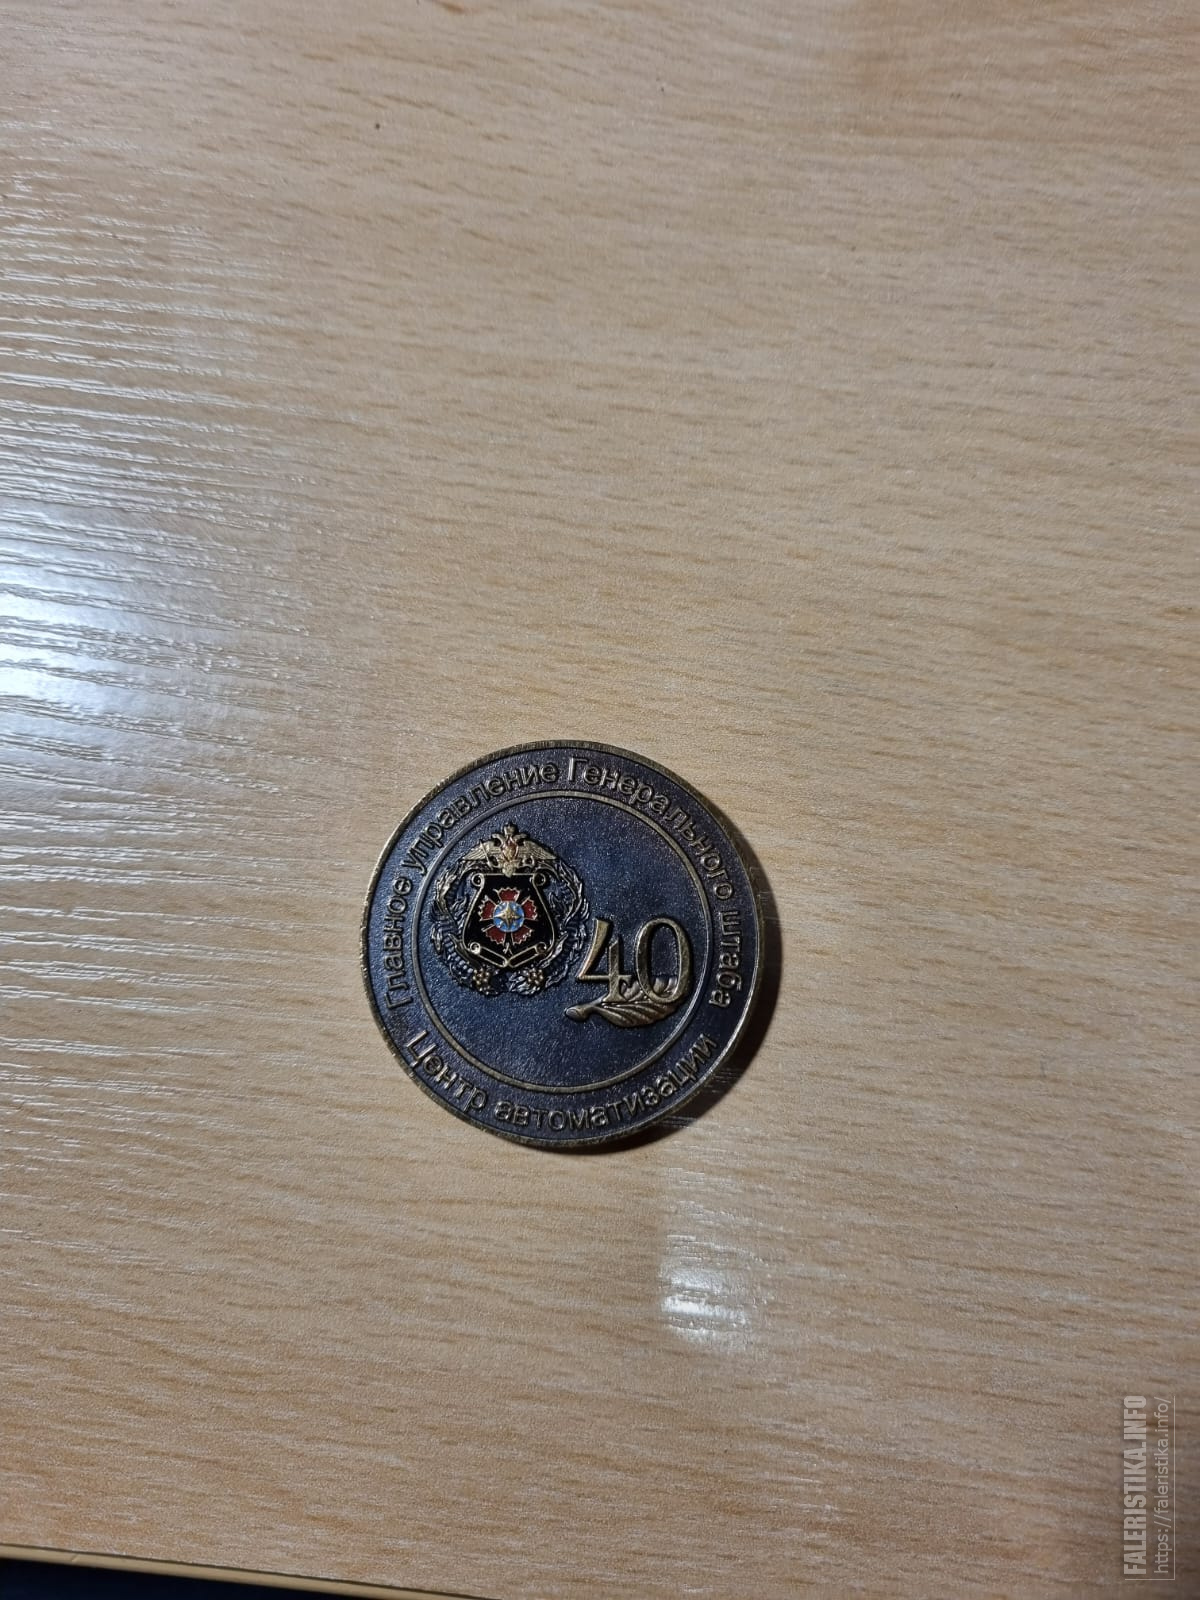 Главное управление Генерального штаба
40
Центр автоматизации
FALERISTIKA.INFO
https://faleristika.info/